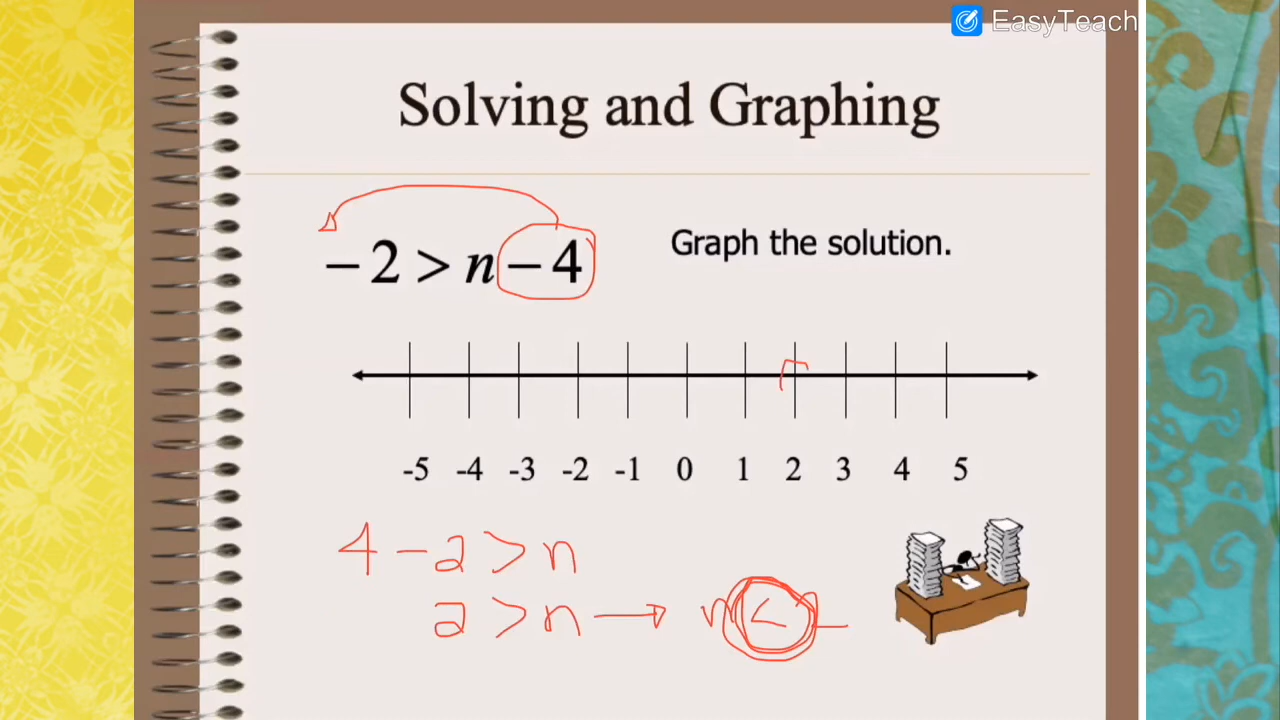 EasyTeach
Solving and Graphing
−2 > n −4
Graph the solution.
-5 -4 -3 -2 -1 0 1 2 3 4 5
4 − 2 > n
2 > n → n < 2